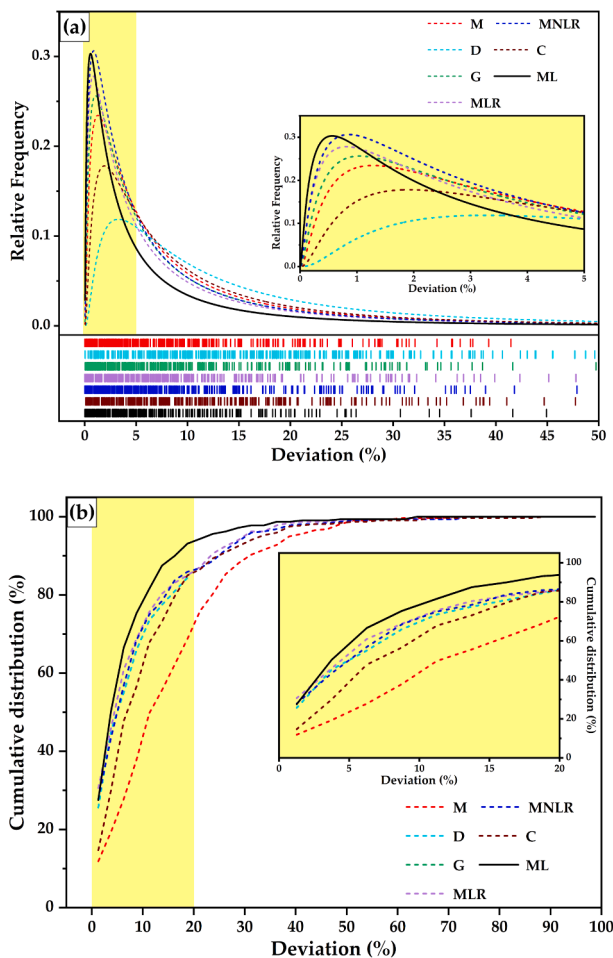 (a)
M
MNLR
D
C
G
ML
MLR
Relative Frequency
0.3
0.2
0.1
0.0
Relative Frequency
0.3
0.2
0.1
0.0
0 1 2 3 4 5
Deviation (%)
0 5 10 15 20 25 30 35 40 45 50
Deviation (%)
(b)
Cumulative distribution (%)
100
80
60
40
20
0
100
80
60
40
20
0
Cumulative distribution (%)
0 5 10 15 20
Deviation (%)
M
MNLR
D
C
G
ML
MLR
0 10 20 30 40 50 60 70 80 90 100
Deviation (%)